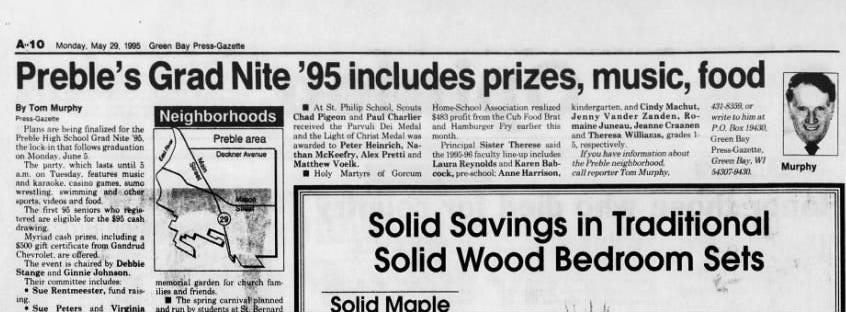 A-10 Monday, May 29, 1995 Green Bay Press-Gazette
Preble's Grad Nite '95 includes prizes, music, food
By Tom Murphy
Press-Gazette
Plans are being finalized for the
Preble High School Grad Nite '95,
the lock-in that follows graduation
on Monday, June 5.
The party, which lasts until 5
a.m. on Tuesday, features music
and karaoke, casino games, sumo
wrestling, swimming and other
sports, videos and food.
The first 95 seniors who regis-
tered are eligible for the $95 cash
drawing.
Myriad cash prizes, including a
$500 gift certificate from Gandrud
Chevrolet, are offered.
The event is chaired by Debbie
Stange and Ginnie Johnson.
Their committee includes:
• Sue Rentmeester, fund rais-
ing.
• Sue Peters and Virginia
Neighborhoods
Preble area
Deckner Avenue
East River
Main Street
Mason
Street
29
memorial garden for church fam-
ilies and friends.
■ The spring carnival planned
and run by students at St. Bernard
■ At St. Philip School, Scouts
Chad Pigeon and Paul Charlier
received the Parvuli Dei Medal
and the Light of Christ Medal was
awarded to Peter Heinrich, Na-
than McKeefry, Alex Pretti and
Matthew Voelk.
■ Holy Martyrs of Gorcum
Home-School Association realized
$483 profit from the Cub Food Brat
and Hamburger Fry earlier this
month.
Principal Sister Therese said
the 1995-96 faculty line-up includes
Laura Reynolds and Karen Bab-
cock, pre-school; Anne Harrison,
kindergarten, and Cindy Machut,
Jenny Vander Zanden, Ro-
maine Juneau, Jeanne Craanen
and Theresa Williams, grades 1-
5, respectively.
If you have information about
the Preble neighborhood,
call reporter Tom Murphy,
431-8359, or
write to him at
P.O. Box 19430,
Green Bay
Press-Gazette,
Green Bay, WI
54307-9430.
Murphy
Solid Savings in Traditional
Solid Wood Bedroom Sets
Solid Maple